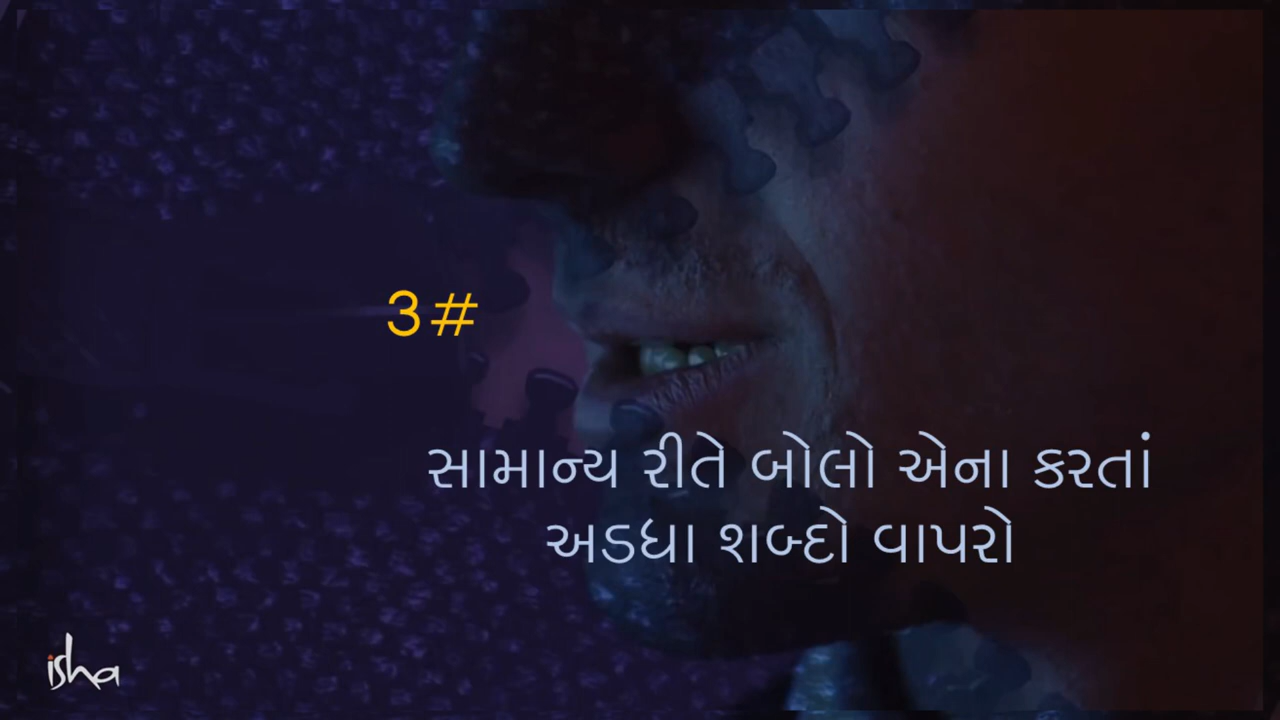 3#
સામાન્ય રીતે બોલો એના કરતાં
અડધા શબ્દો વાપરો
isha